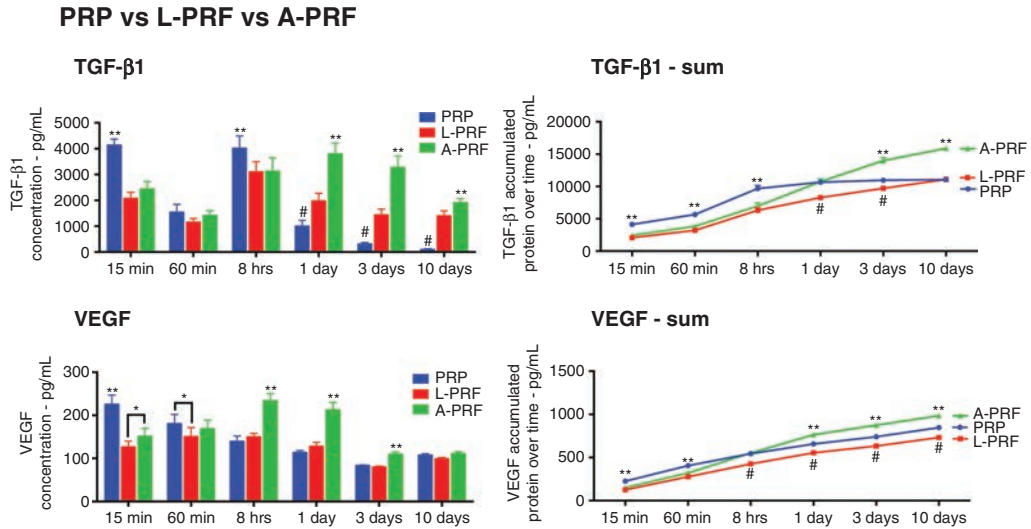 PRP vs L-PRF vs A-PRF
TGF-β1
TGF-β1
concentration - pg/mL
5000
4000
3000
2000
1000
0
PRP
L-PRF
A-PRF
**
**
#
**
#
**
#
**
15 min 60 min 8 hrs 1 day 3 days 10 days
TGF-β1 - sum
TGF-β1 accumulated
protein over time - pg/mL
20000
15000
10000
5000
0
**
**
**
#
**
#
**
A-PRF
L-PRF
PRP
15 min 60 min 8 hrs 1 day 3 days 10 days
VEGF
VEGF
concentration - pg/mL
300
200
100
0
PRP
L-PRF
A-PRF
**
*
*
**
**
**
15 min 60 min 8 hrs 1 day 3 days 10 days
VEGF - sum
VEGF accumulated
protein over time - pg/mL
1500
1000
500
0
**
**
#
**
#
**
#
**
#
A-PRF
PRP
L-PRF
15 min 60 min 8 hrs 1 day 3 days 10 days